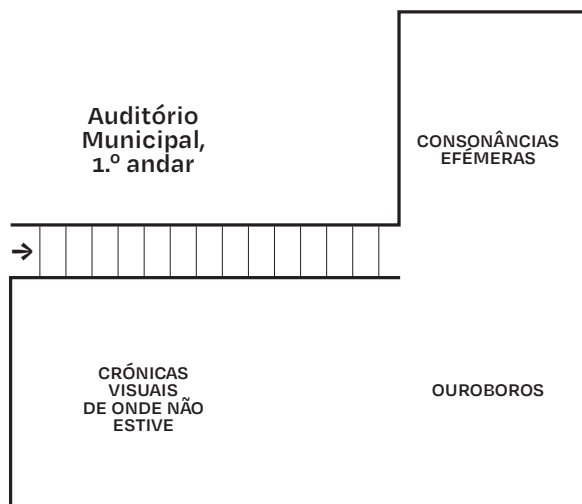 Auditório
Municipal,
1.º andar
CONSONÂNCIAS
EFÉMERAS
CRÓNICAS
VISUAIS
DE ONDE NÃO
ESTIVE
OUROBOROS